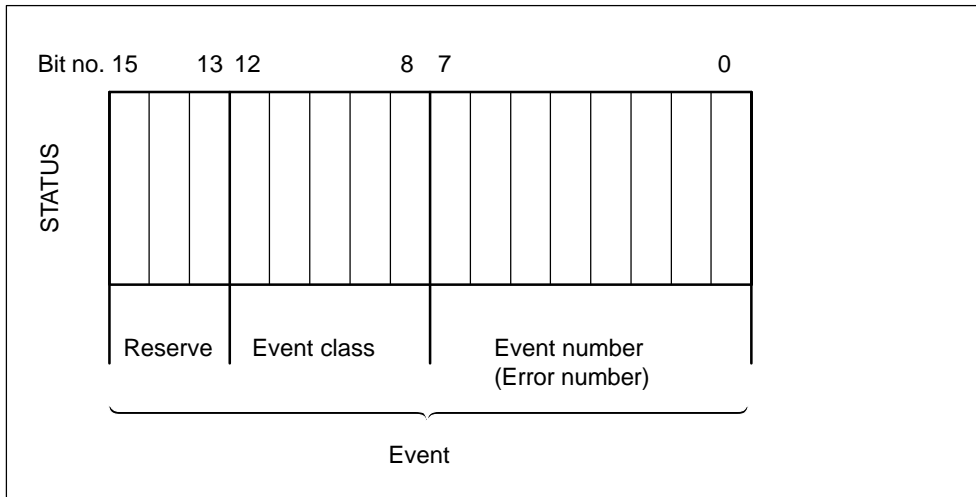 Bit no. 15 13 12 8 7 0
STATUS
Reserve Event class Event number
(Error number)
Event